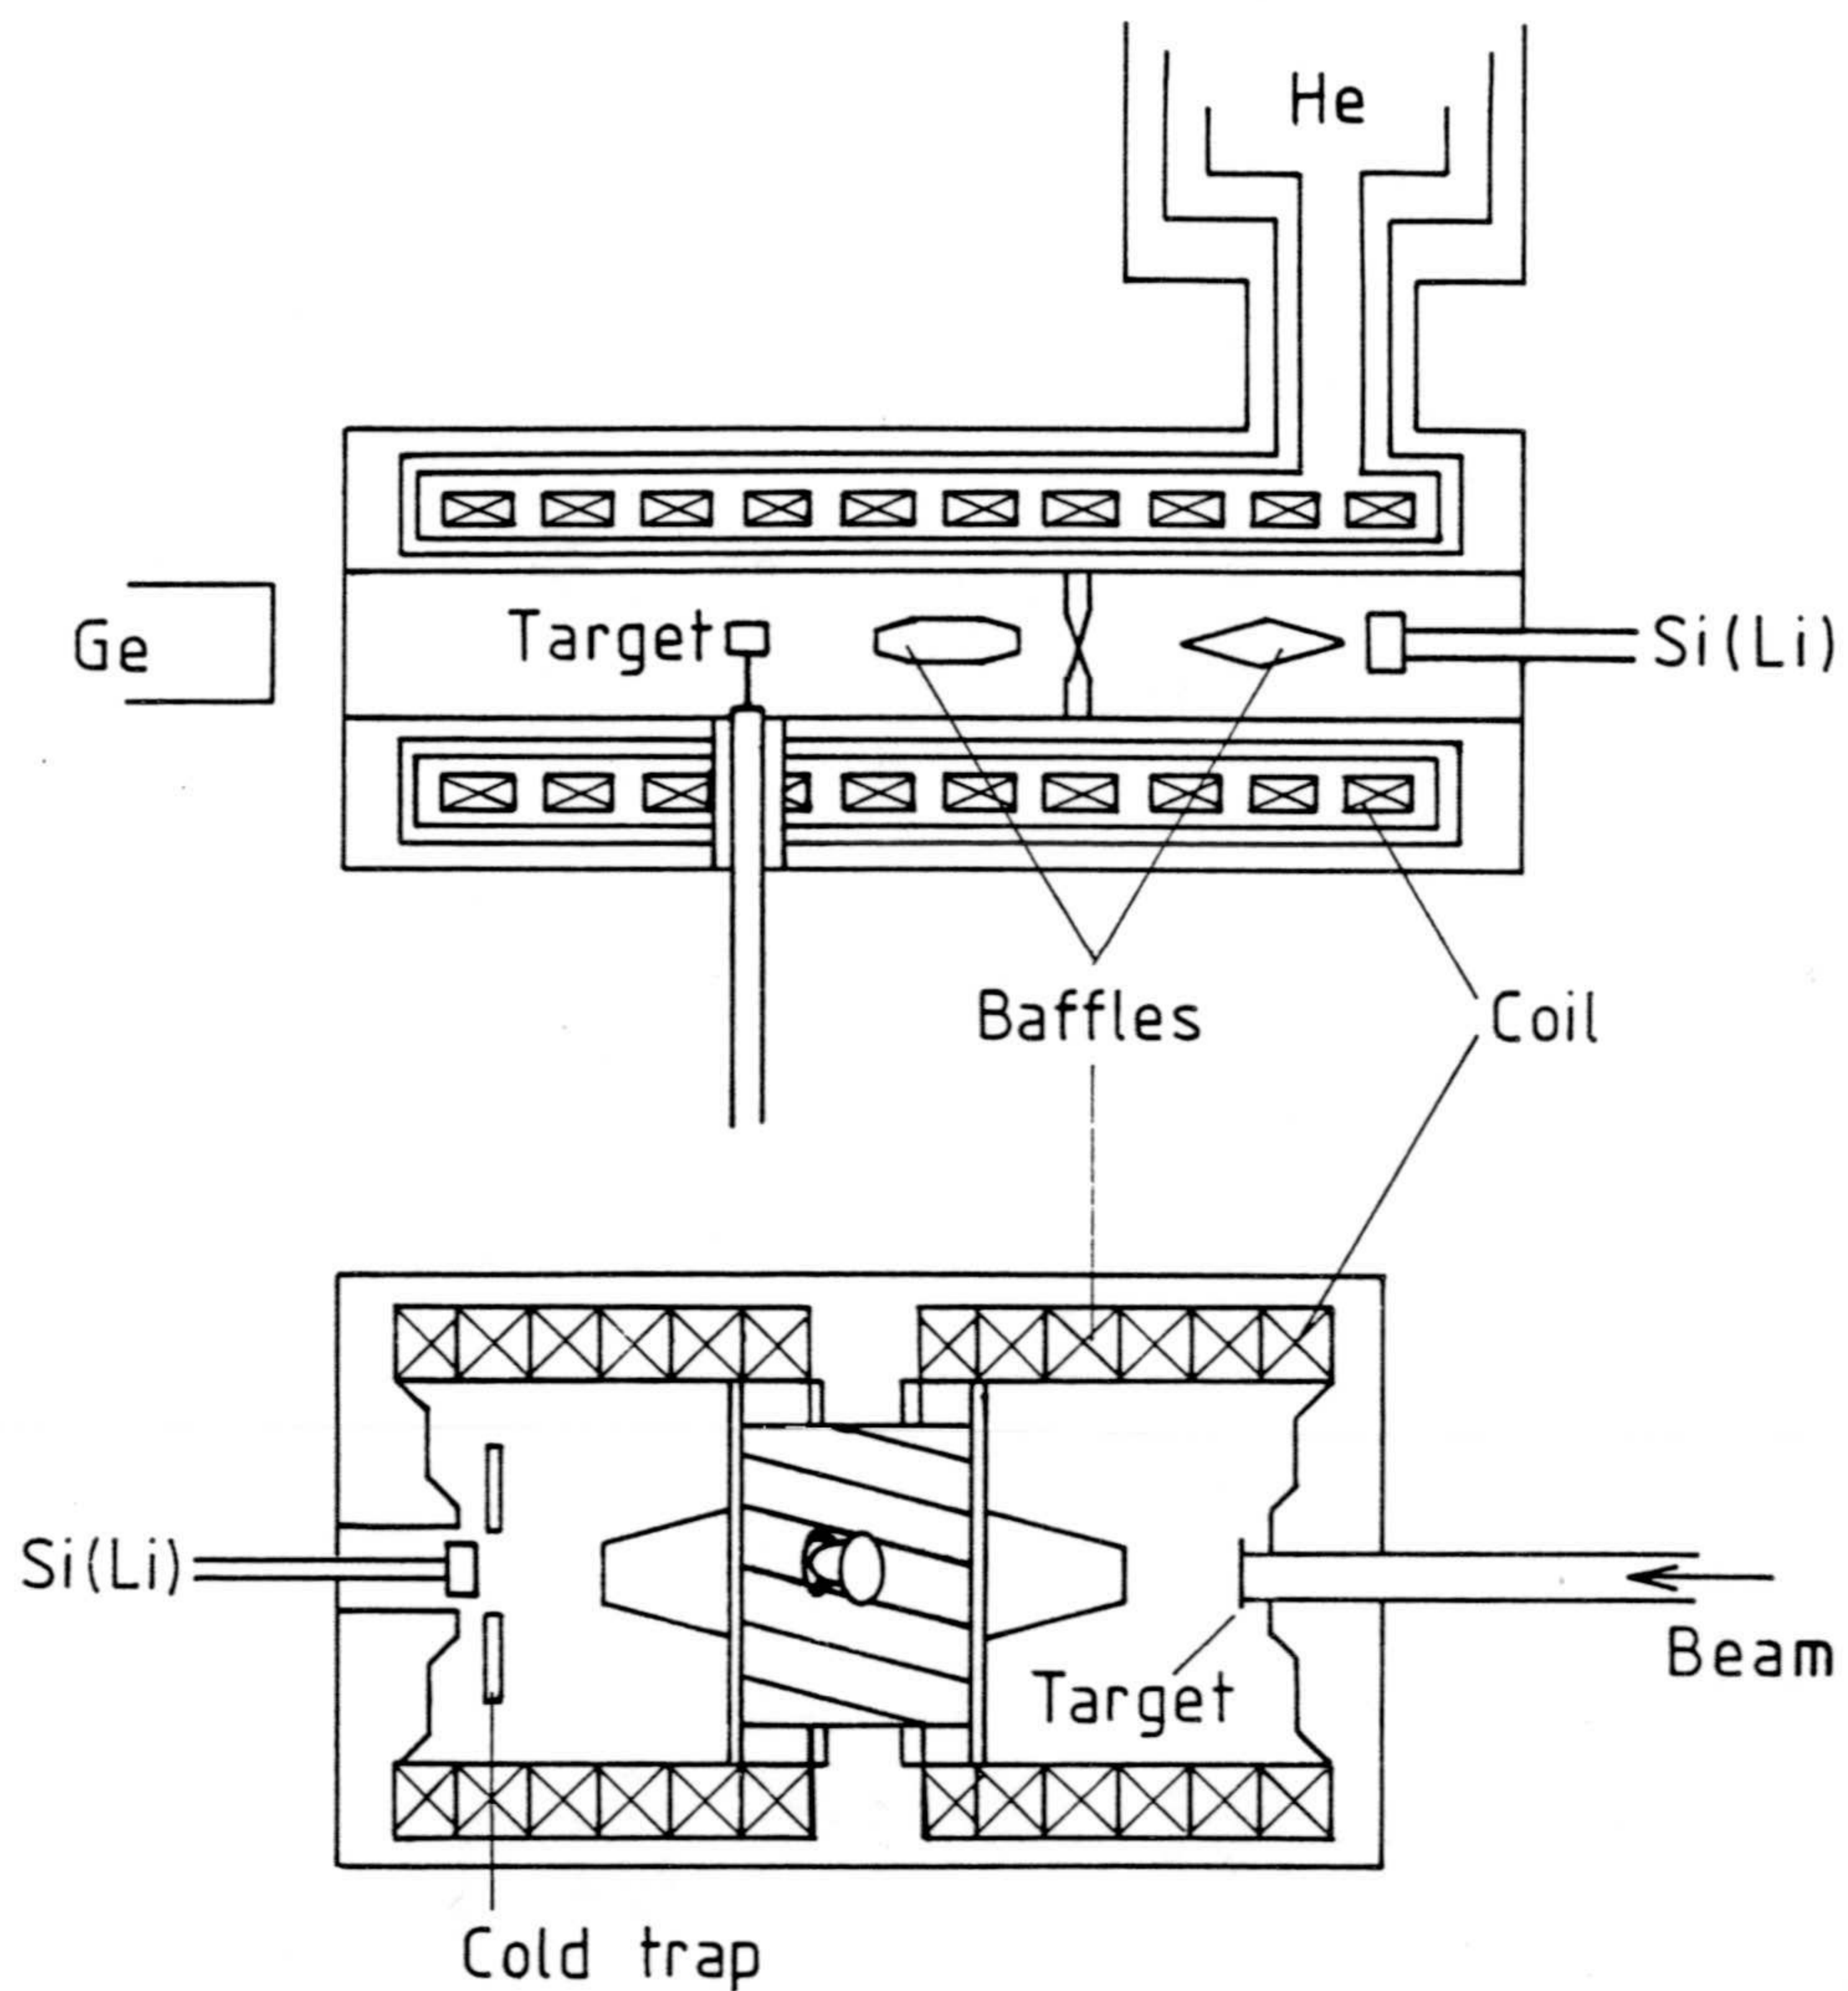 He
Ge
Target
Si(Li)
Baffles
Coil
Si(Li)
Target
Beam
Cold trap